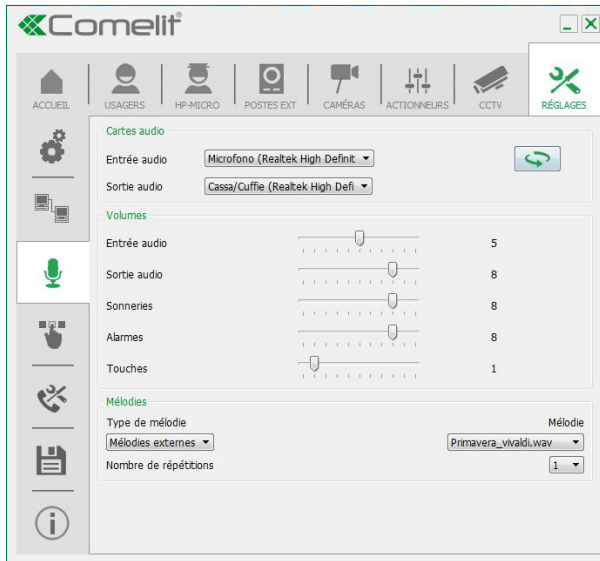 Comelit®
ACCUEIL
USAGERS
HP-MICRO
POSTES EXT
CAMÉRAS
ACTIONNEURS
CCTV
RÉGLAGES
Cartes audio
Entrée audio Microfono (Realtek High Definit
Sortie audio Cassa/Cuffie (Realtek High Defi
Volumes
Entrée audio 5
Sortie audio 8
Sonneries 8
Alarmes 8
Touches 1
Mélodies
Type de mélodie Mélodie
Mélodies externes Primavera_vivaldi.wav
Nombre de répétitions 1